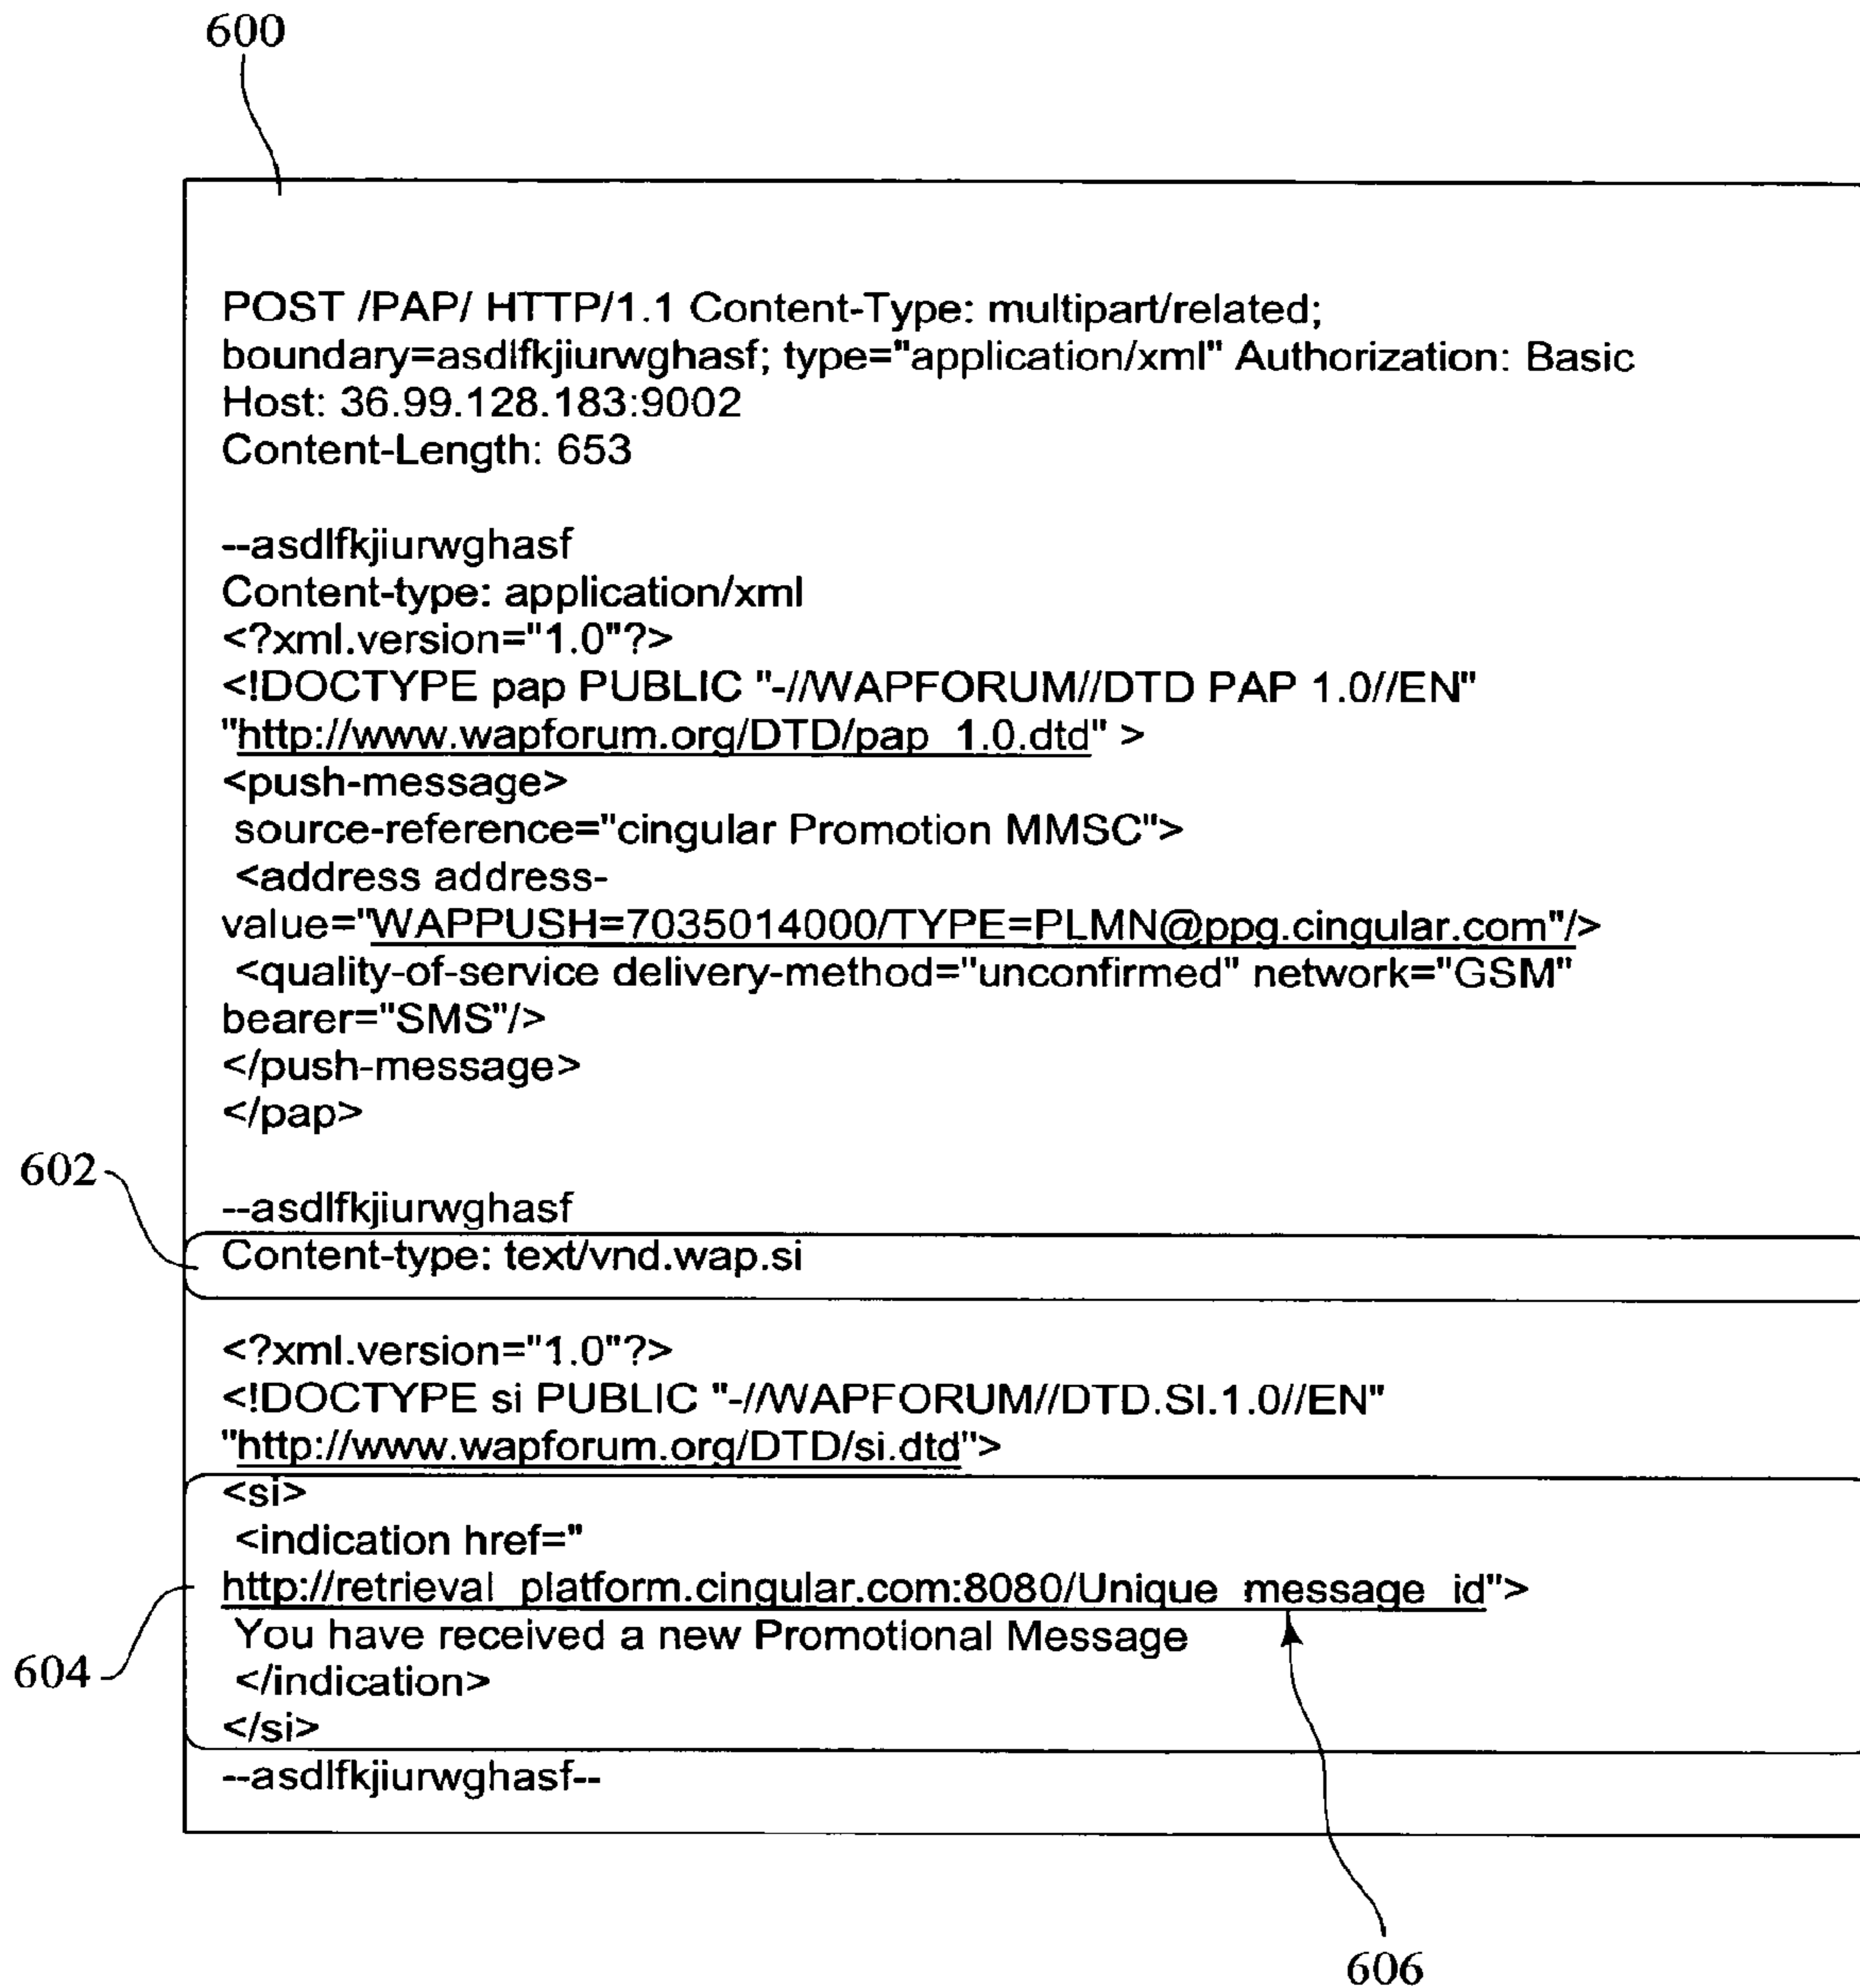 600
POST /PAP/ HTTP/1.1 Content-Type: multipart/related;
boundary=asdlfkjiurwghasf; type="application/xml" Authorization: Basic
Host: 36.99.128.183:9002
Content-Length: 653
--asdlfkjiurwghasf
Content-type: application/xml
<?xml.version="1.0"?>
<!DOCTYPE pap PUBLIC "-//WAPFORUM//DTD PAP 1.0//EN"
"http://www.wapforum.org/DTD/pap_1.0.dtd" >
<push-message>
source-reference="cingular Promotion MMSC">
<address address-
value="WAPPUSH=7035014000/TYPE=PLMN@ppg.cingular.com"/>
<quality-of-service delivery-method="unconfirmed" network="GSM"
bearer="SMS"/>
</push-message>
</pap>
602
--asdlfkjiurwghasf
Content-type: text/vnd.wap.si
<?xml.version="1.0"?>
<!DOCTYPE si PUBLIC "-//WAPFORUM//DTD.SI.1.0//EN"
"http://www.wapforum.org/DTD/si.dtd">
<si>
<indication href="
http://retrieval_platform.cingular.com:8080/Unique_message_id">
You have received a new Promotional Message
604
</indication>
</si>
--asdlfkjiurwghasf--
606